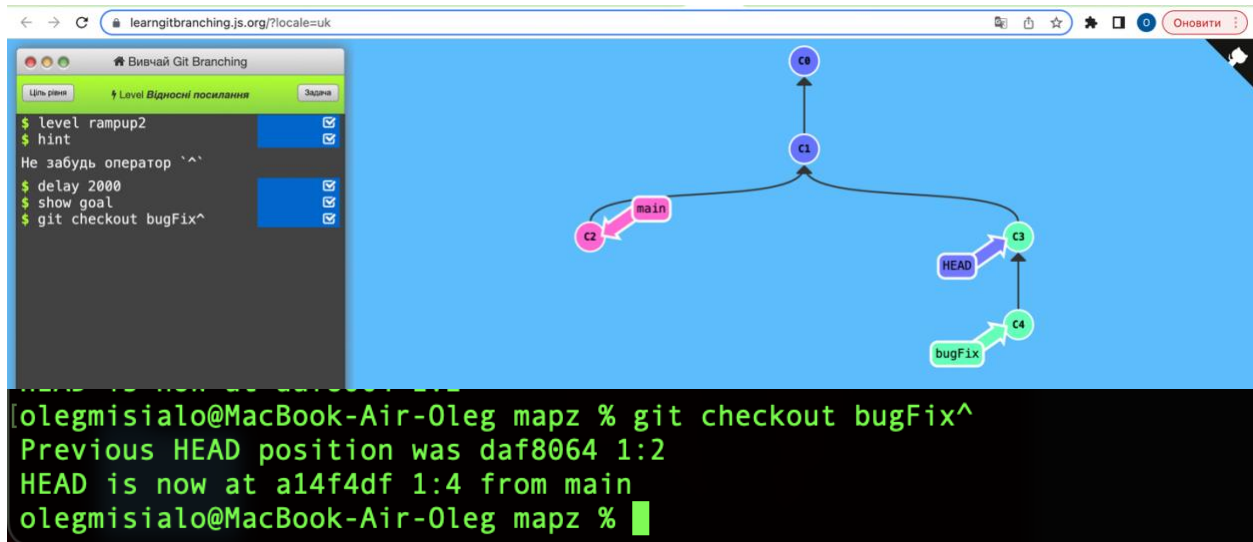 learngitbranching.js.org/?locale=uk
O
Оновити
Вивчай Git Branching
Ціль рівня
Level Відносні посилання
Задача
$ level rampup2
$ hint
Не забудь оператор `^`
$ delay 2000
$ show goal
$ git checkout bugFix^
C0
C1
main
C2
C3
HEAD
C4
bugFix
[olegmisialo@MacBook-Air-Oleg mapz % git checkout bugFix^
Previous HEAD position was daf8064 1:2
HEAD is now at a14f4df 1:4 from main
olegmisialo@MacBook-Air-Oleg mapz %